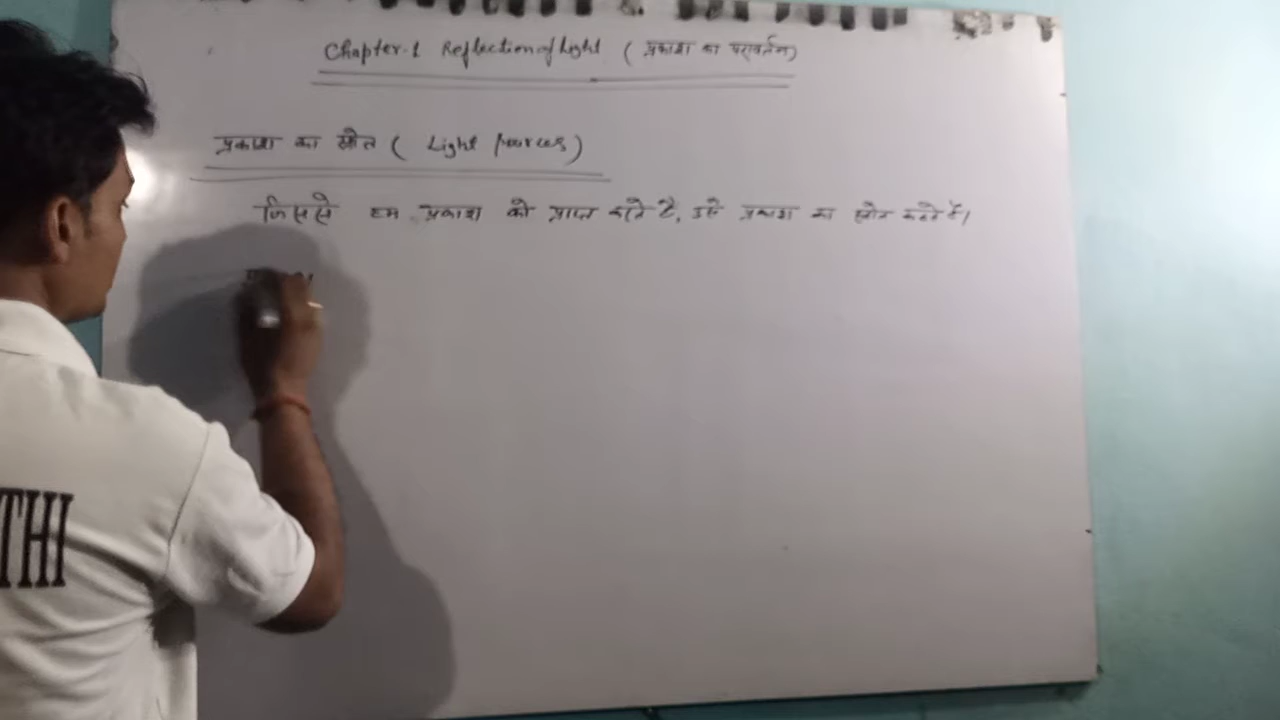 Chapter-1 Reflection of Light ( प्रकाश का परावर्तन)
प्रकाश का स्रोत ( Light Sources)
जिससे हम प्रकाश को प्राप्त करते है, उसे प्रकाश का स्रोत कहते हैं।
THI